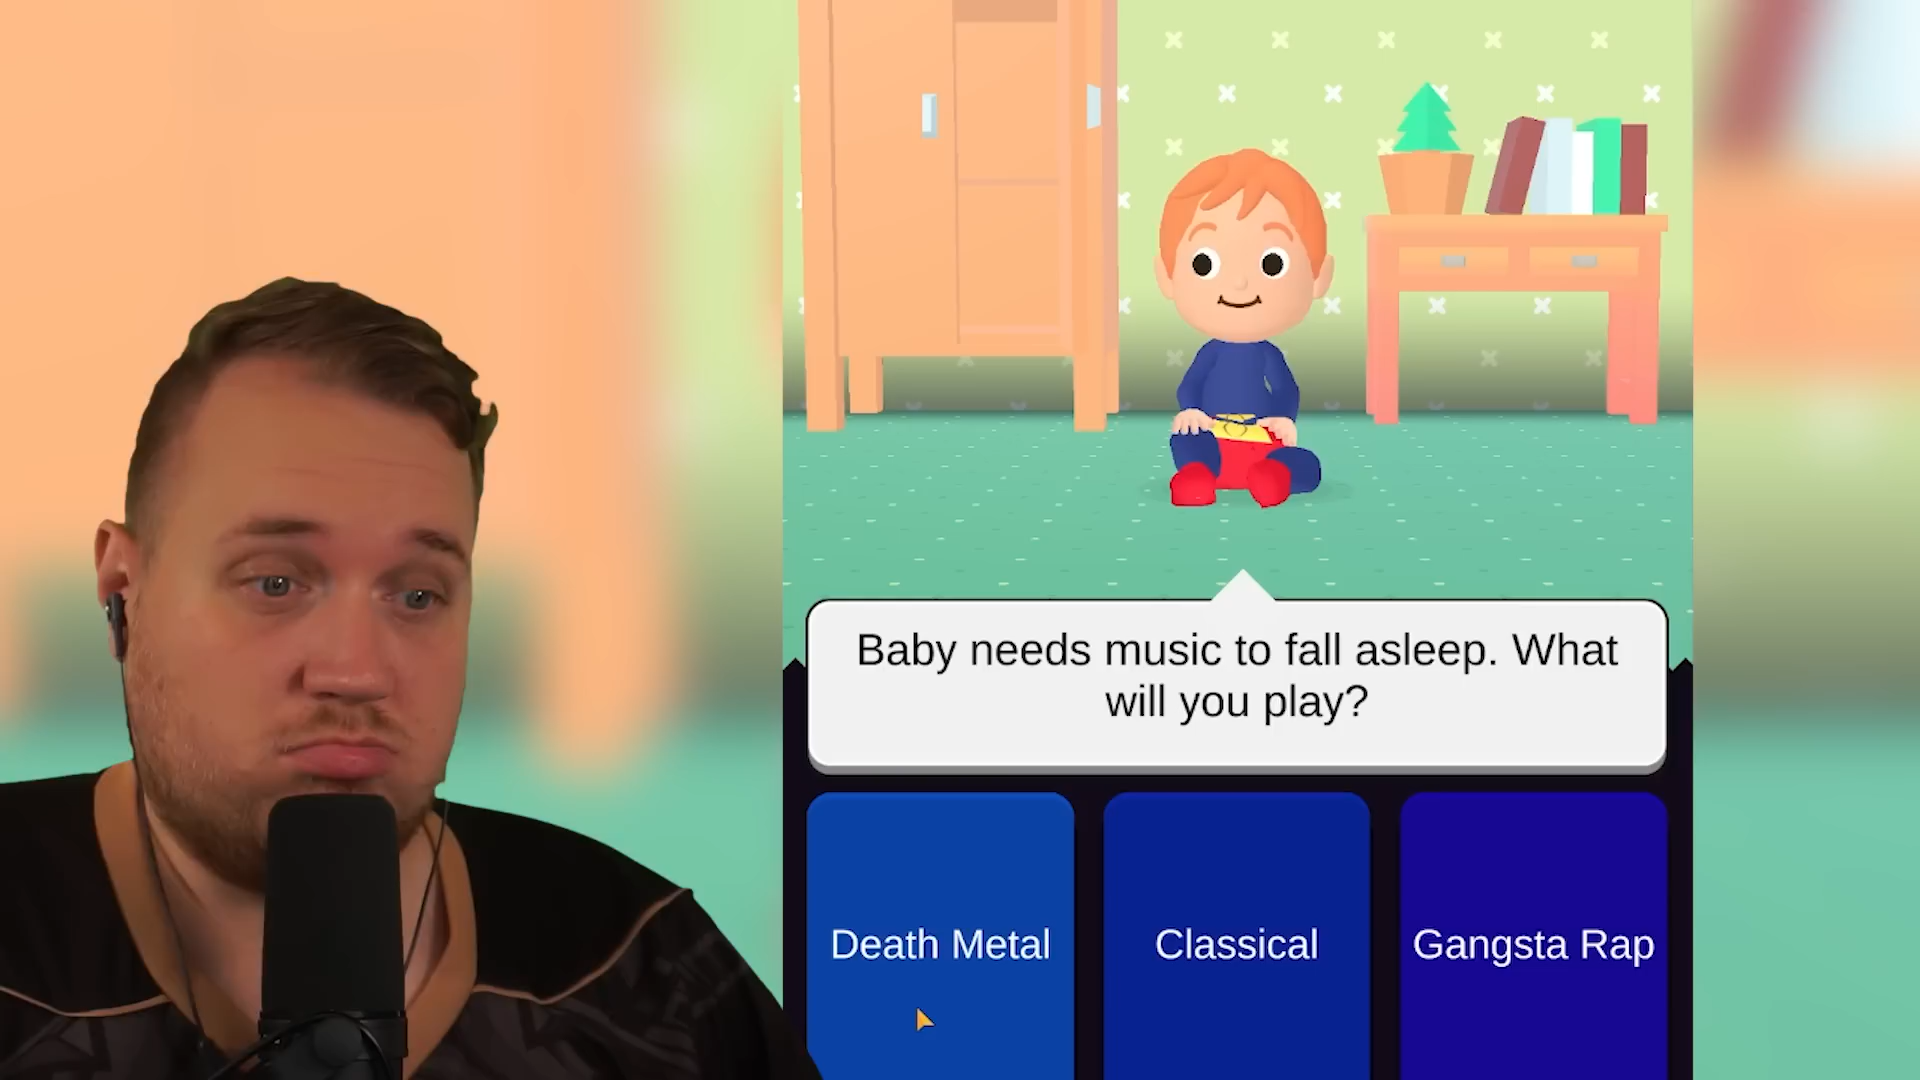 Baby needs music to fall asleep. What
will you play?
Death Metal
Classical
Gangsta Rap